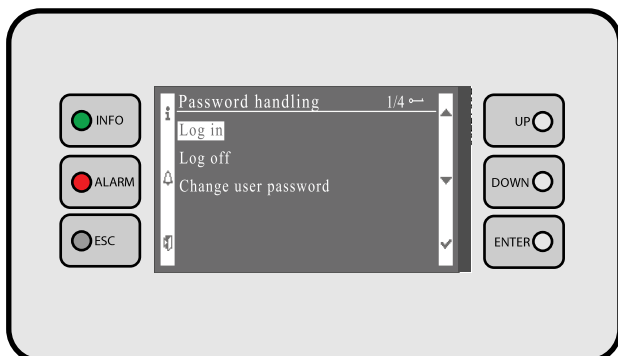 INFO
ALARM
ESC
Password handling 1/4
Log in
Log off
Change user password
UP
DOWN
ENTER